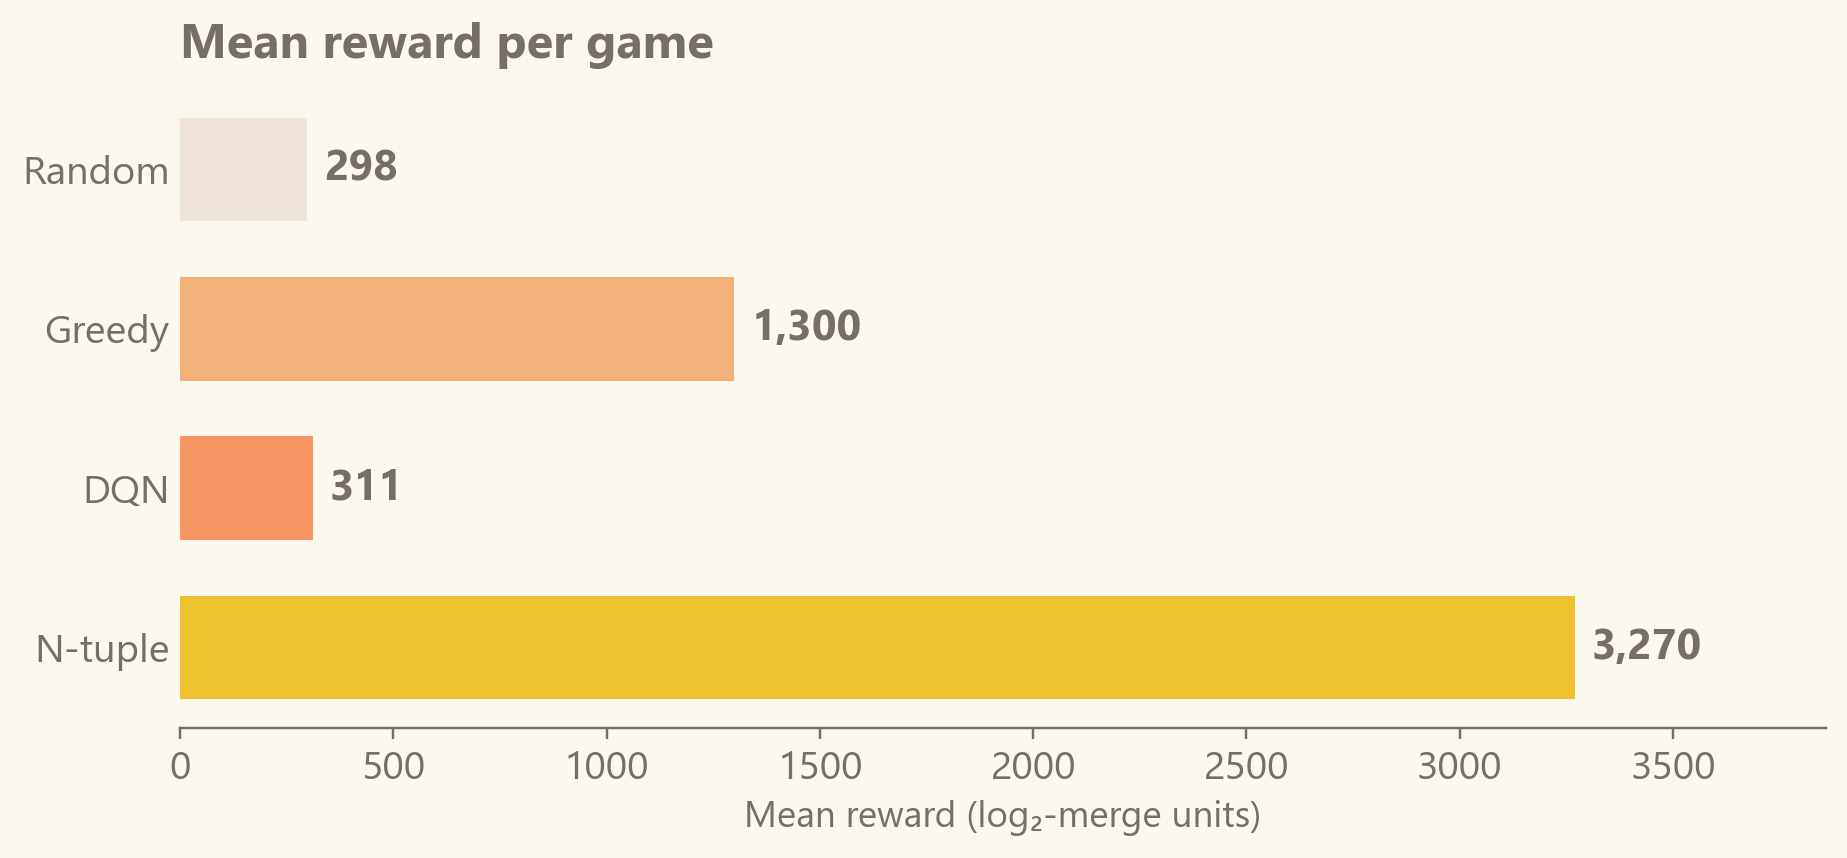 Mean reward per game
Random 298
Greedy 1,300
DQN 311
N-tuple 3,270
0 500 1000 1500 2000 2500 3000 3500
Mean reward (log₂-merge units)